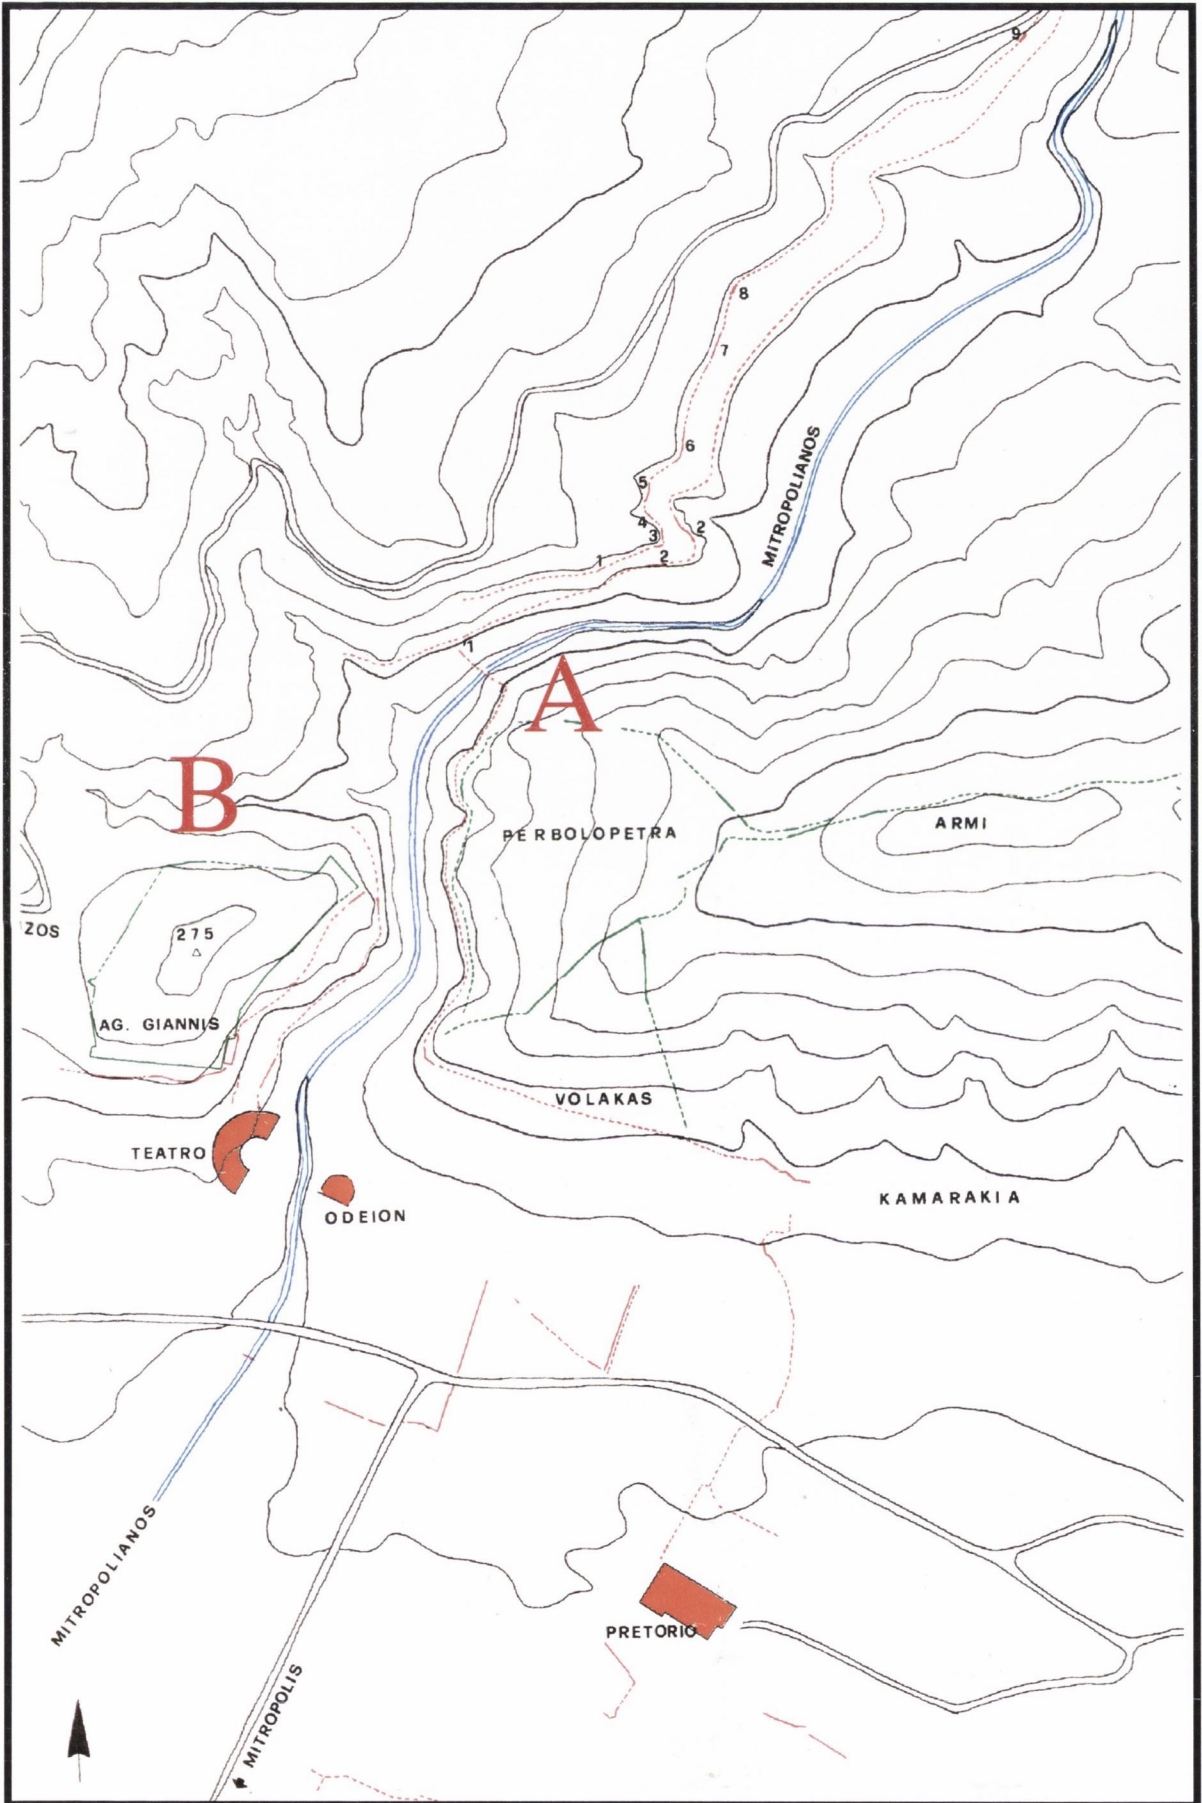 9
8
7
MITROPOLIANOS
6
5
4
2
3
1
2
1
A
B
PERBOLOPETRA
ARMI
ZOS
275
AG. GIANNIS
VOLAKAS
TEATRO
KAMARAKIA
ODEION
MITROPOLIANOS
PRETORIO
MITROPOLIS